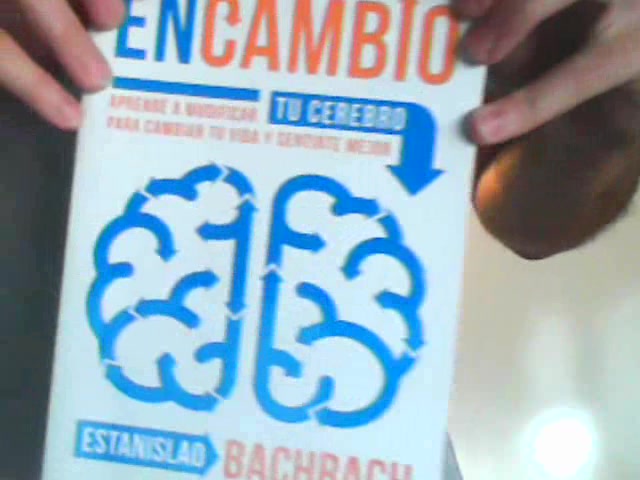 ENCAMBIO
APRENDE A MODIFICAR TU CEREBRO
PARA CAMBIAR TU VIDA Y SENTIRTE MEJOR
ESTANISLAO BACHRACH